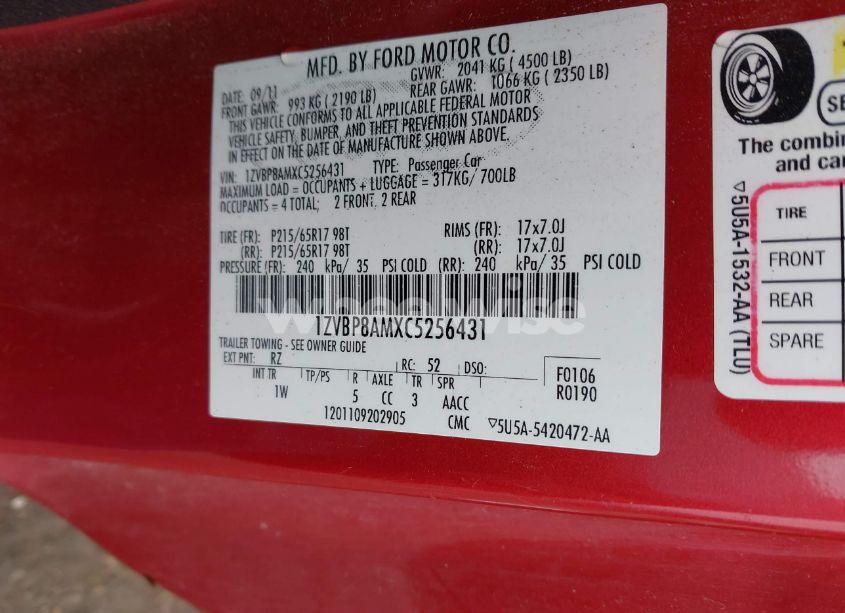 MFD. BY FORD MOTOR CO.
DATE: 09/11 GVWR: 2041 KG ( 4500 LB)
FRONT GAWR: 993 KG ( 2190 LB) REAR GAWR: 1066 KG ( 2350 LB)
THIS VEHICLE CONFORMS TO ALL APPLICABLE FEDERAL MOTOR
VEHICLE SAFETY, BUMPER, AND THEFT PREVENTION STANDARDS
IN EFFECT ON THE DATE OF MANUFACTURE SHOWN ABOVE.
VIN: 1ZVBP8AMXC5256431 TYPE: Passenger Car
MAXIMUM LOAD = OCCUPANTS + LUGGAGE = 317KG/ 700LB
OCCUPANTS = 4 TOTAL; 2 FRONT, 2 REAR
TIRE (FR): P215/65R17 98T RIMS (FR): 17x7.0J
(RR): P215/65R17 98T (RR): 17x7.0J
PRESSURE (FR): 240 kPa/ 35 PSI COLD (RR): 240 kPa/ 35 PSI COLD
wheelwise
1ZVBP8AMXC5256431
TRAILER TOWING - SEE OWNER GUIDE
EXT PNT: RZ RC: 52 DSO: F0106
INT TR TP/PS R AXLE TR SPR R0190
1W 5 CC 3 AACC
1201109202905 CMC ▽5U5A-5420472-AA
The combin
and car
TIRE
FRONT
REAR
SPARE
▽5U5A-1532-AA (TLU)